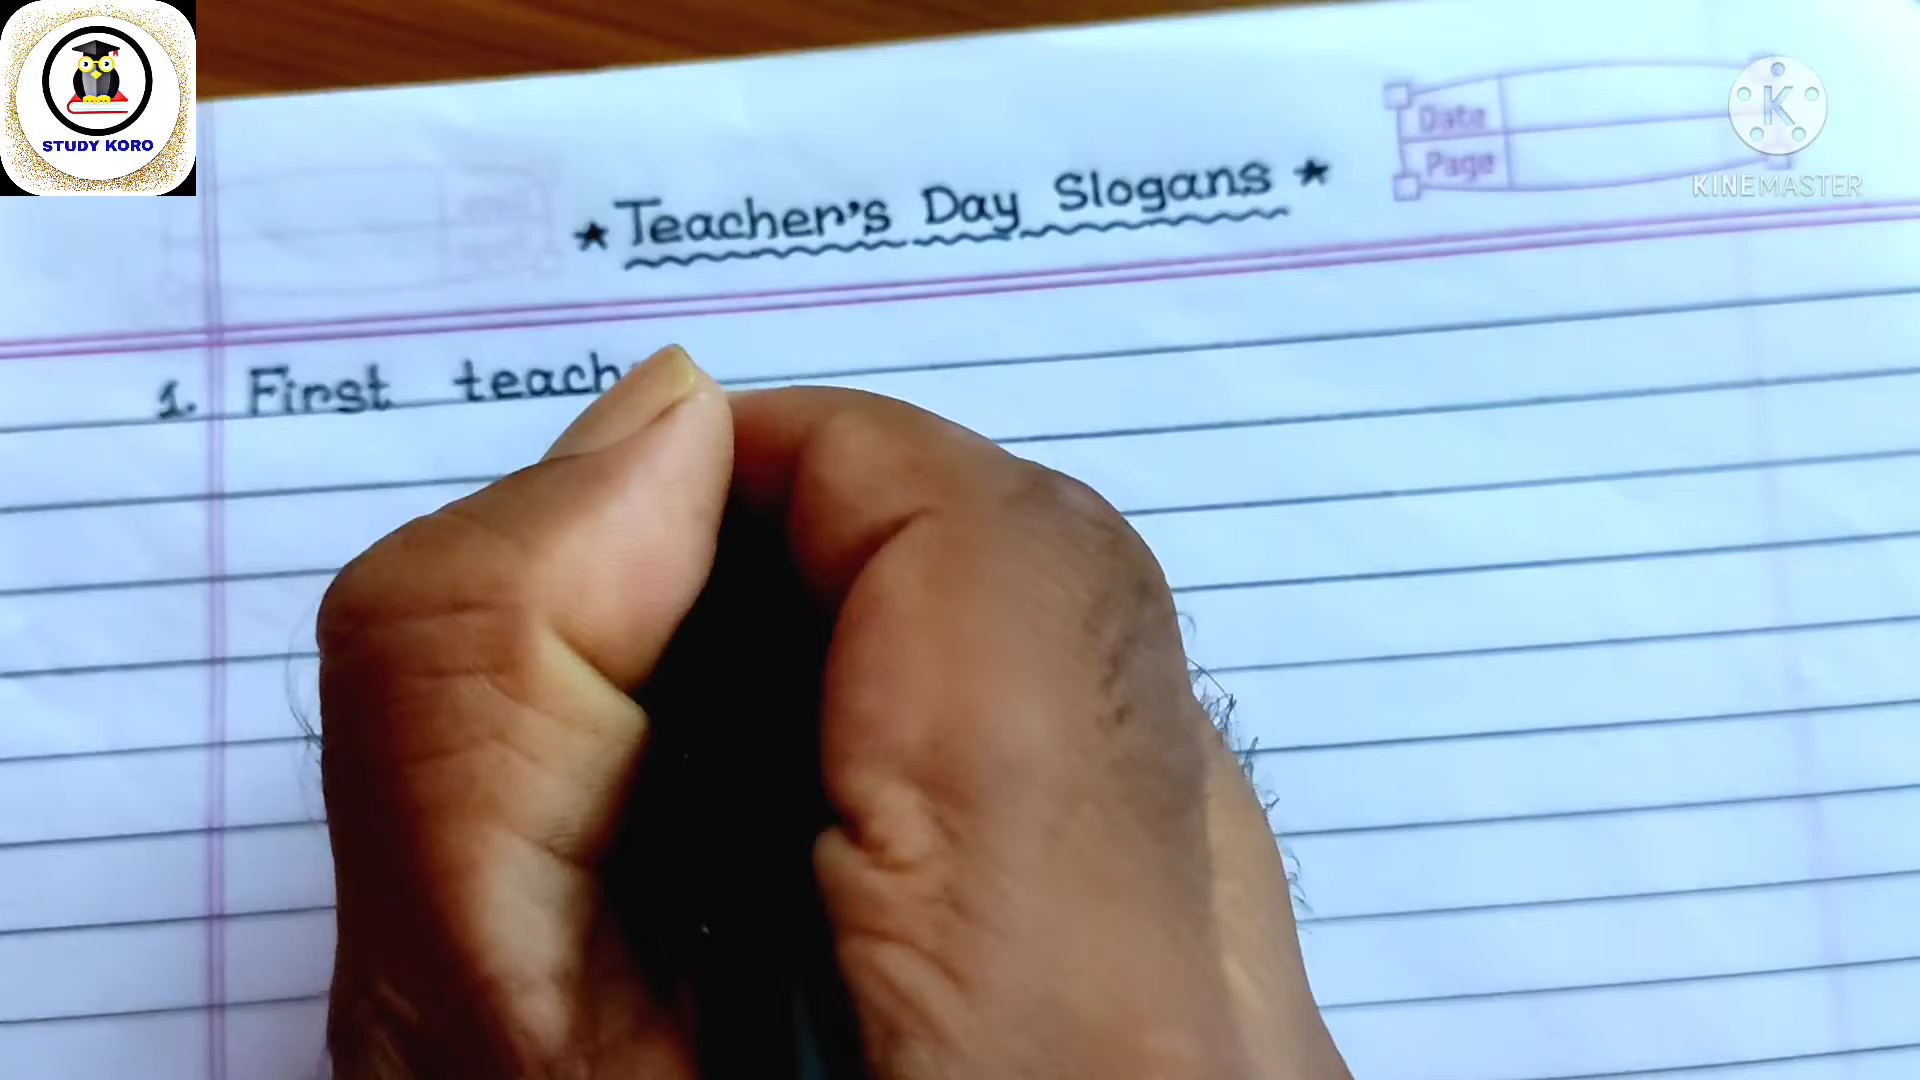 STUDY KORO
Date
Page
KINEMASTER
K
★ Teacher's Day Slogans ★
1. First teach